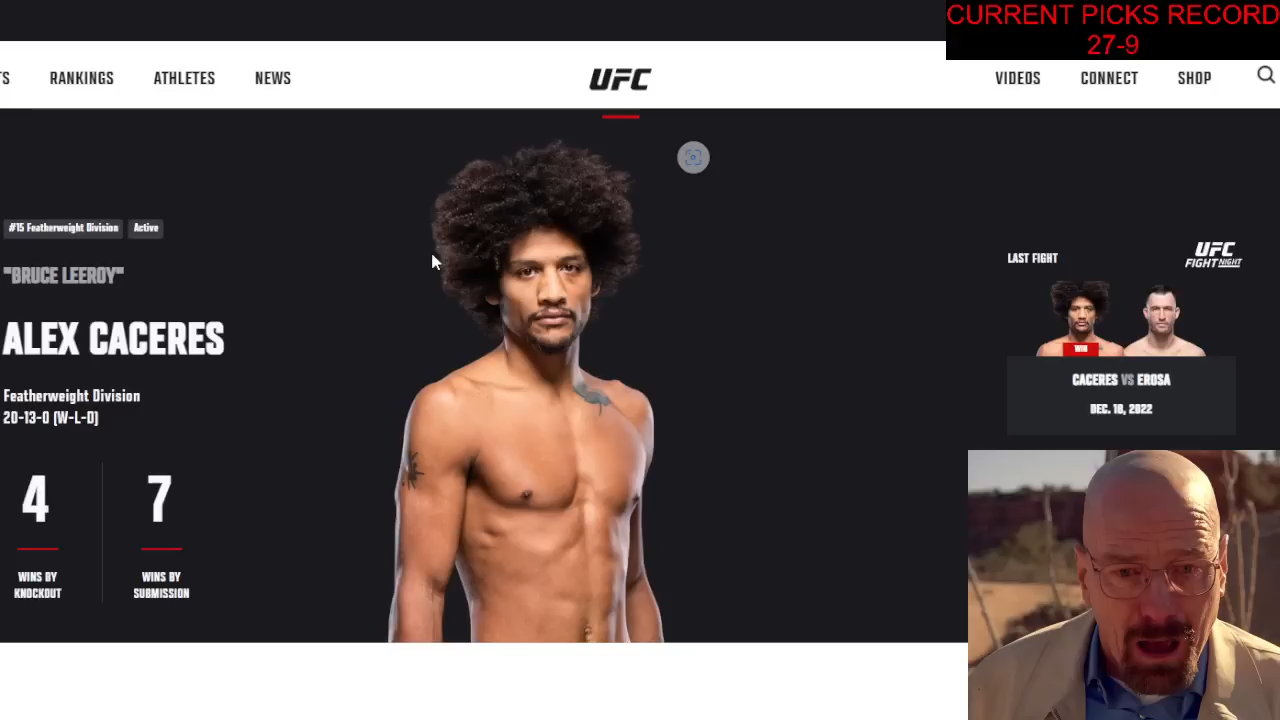 CURRENT PICKS RECORD
27-9
TS
RANKINGS
ATHLETES
NEWS
UFC
VIDEOS
CONNECT
SHOP
#15 Featherweight Division
Active
"BRUCE LEEROY"
ALEX CACERES
Featherweight Division
20-13-0 (W-L-D)
4
WINS BY
KNOCKOUT
7
WINS BY
SUBMISSION
LAST FIGHT
UFC
FIGHT NIGHT
WIN
CACERES VS EROSA
DEC. 18, 2022